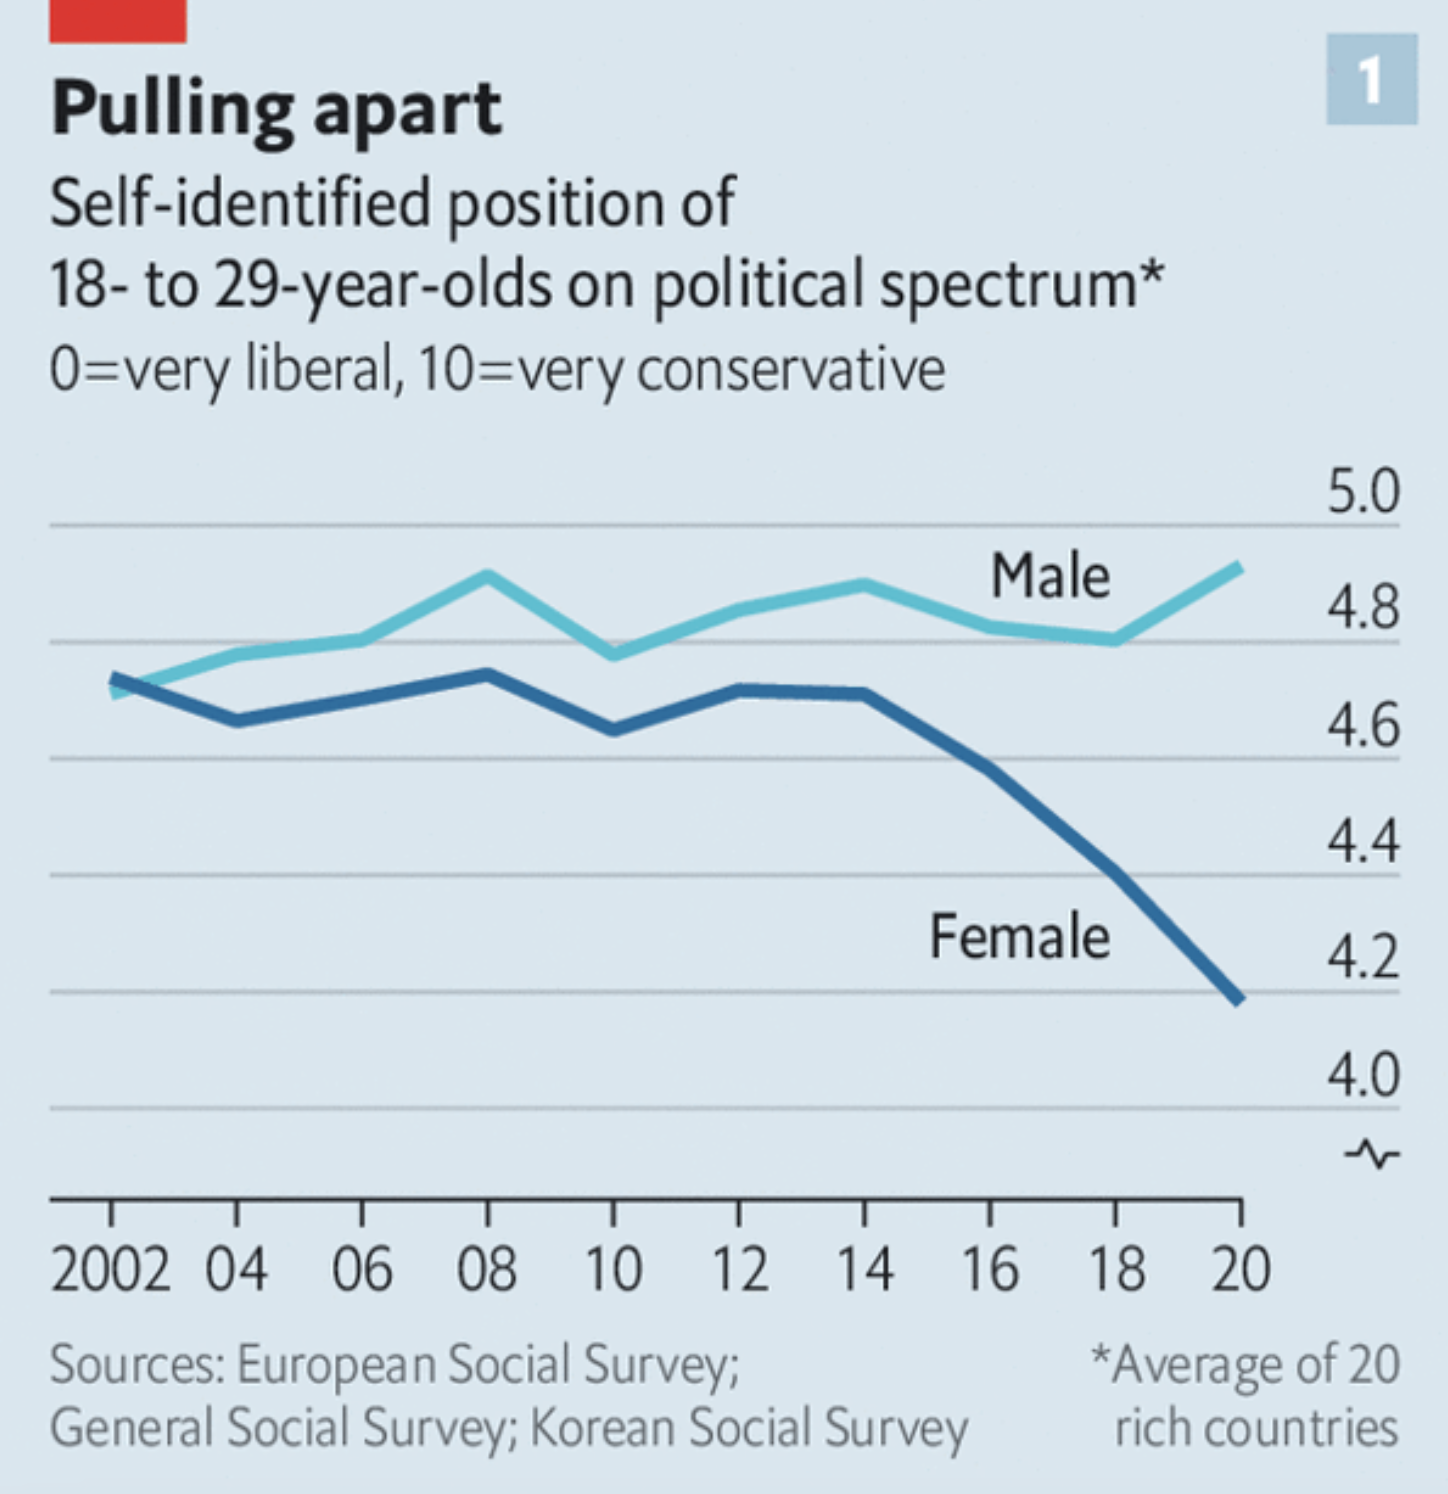 1
Pulling apart
Self-identified position of
18- to 29-year-olds on political spectrum*
0=very liberal, 10=very conservative
5.0
Male
4.8
4.6
4.4
Female
4.2
4.0
2002 04 06 08 10 12 14 16 18 20
Sources: European Social Survey;
General Social Survey; Korean Social Survey
*Average of 20
rich countries